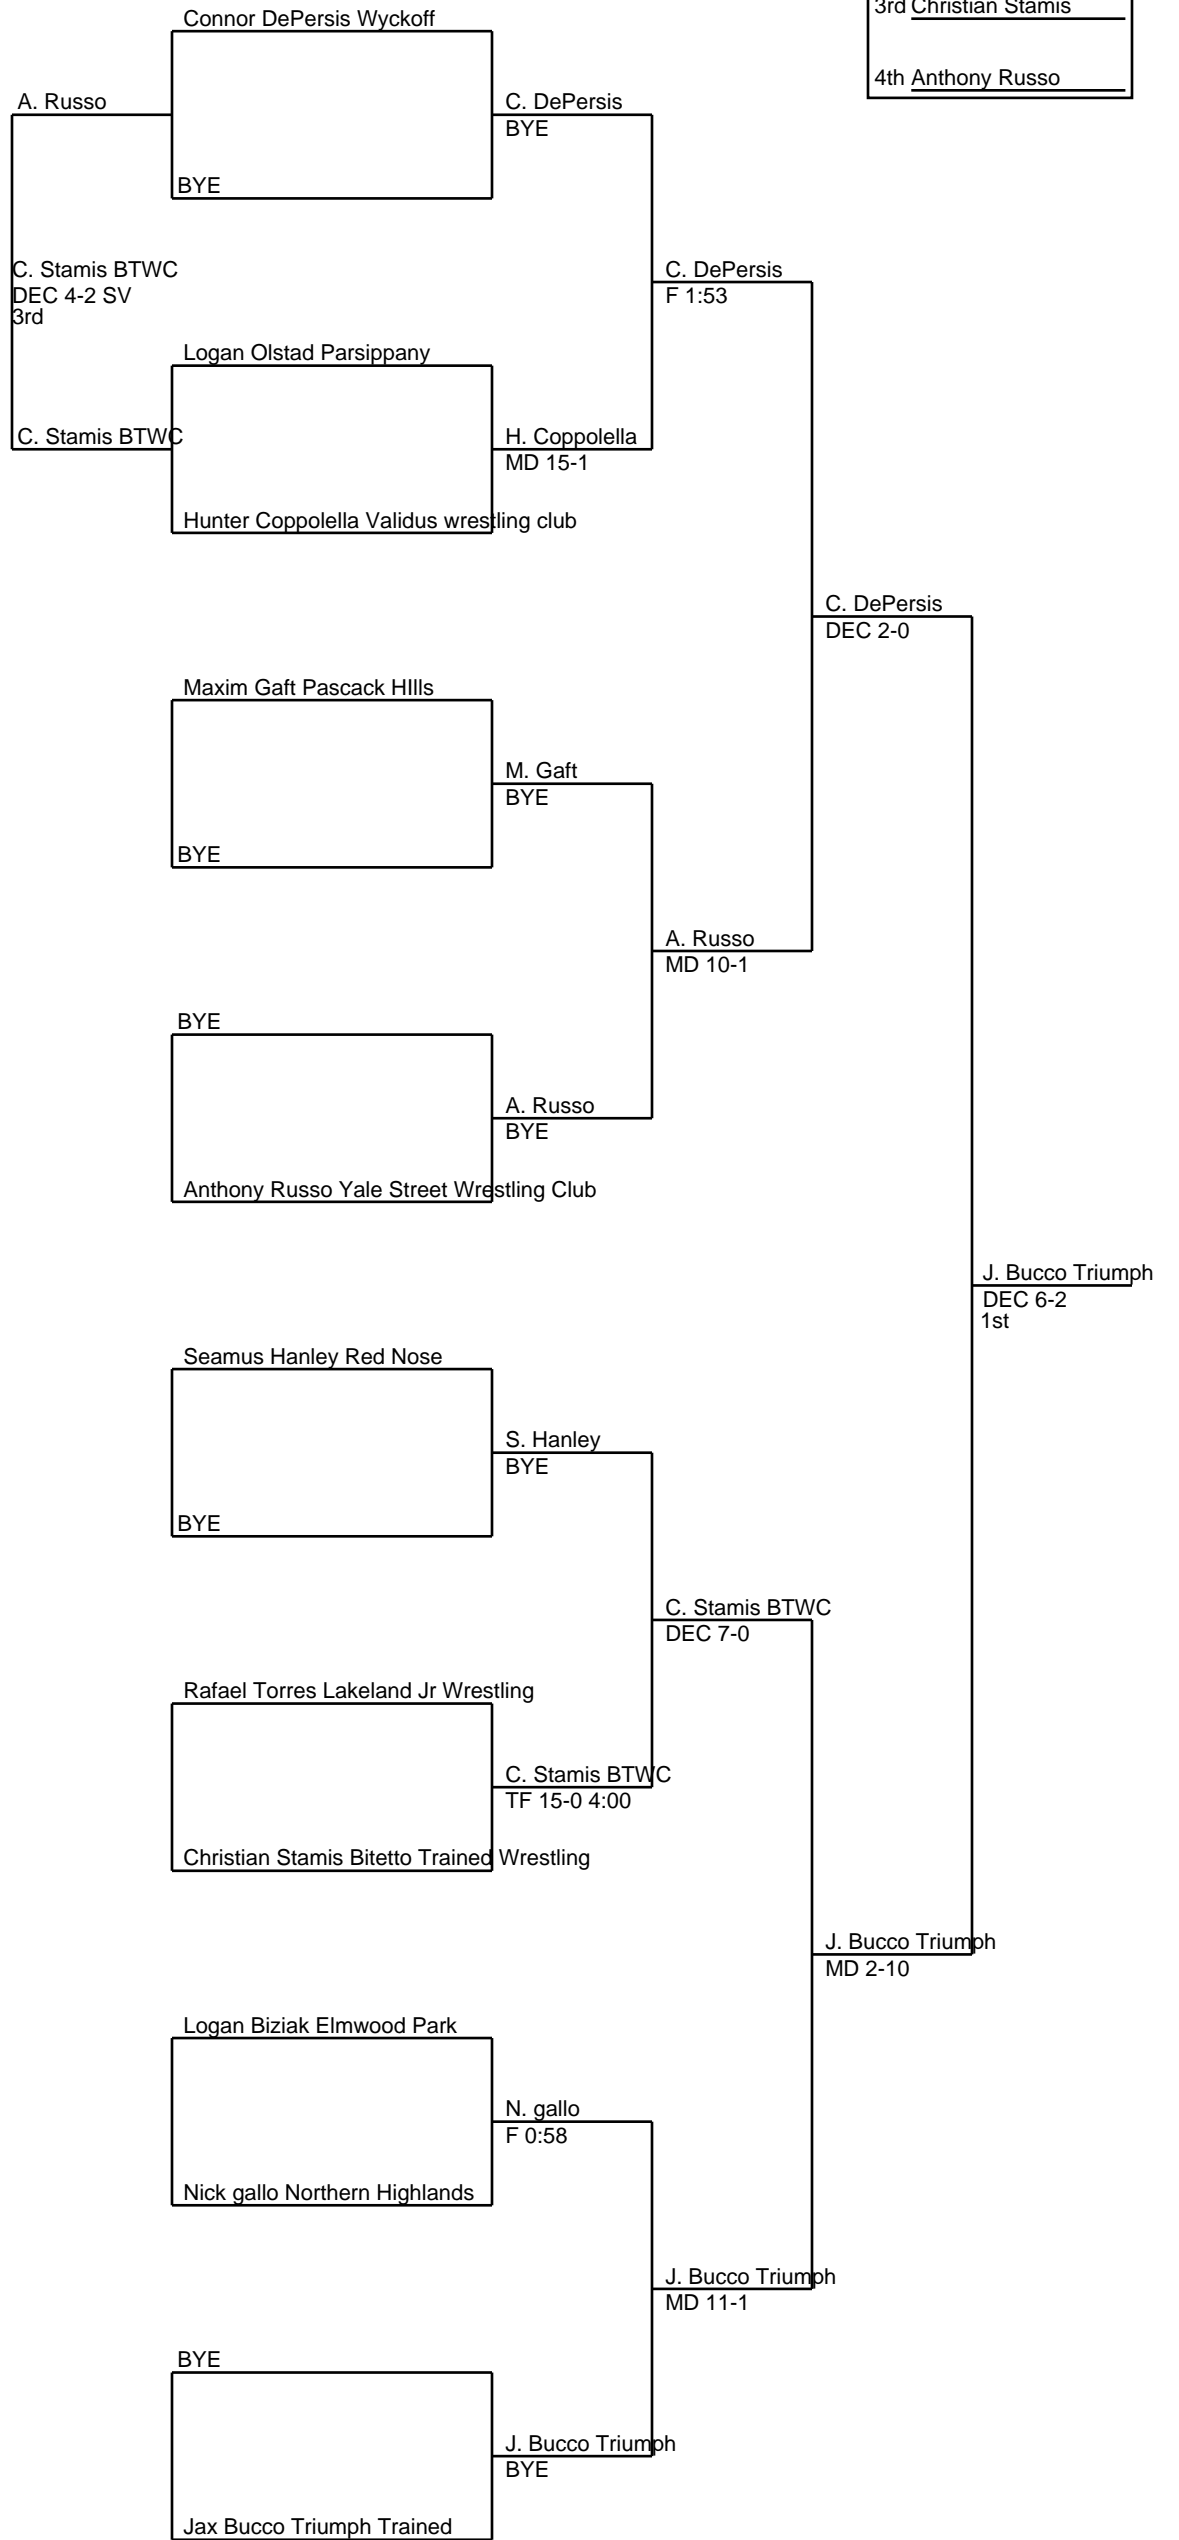 Connor DePersis Wyckoff
3rd Christian Stamis
4th Anthony Russo
A. Russo
C. DePersis
BYE
BYE
C. Stamis BTWC
DEC 4-2 SV
3rd
C. DePersis
F 1:53
Logan Olstad Parsippany
C. Stamis BTWC
H. Coppolella
MD 15-1
Hunter Coppolella Validus wrestling club
C. DePersis
DEC 2-0
Maxim Gaft Pascack HIlls
M. Gaft
BYE
BYE
A. Russo
MD 10-1
BYE
A. Russo
BYE
Anthony Russo Yale Street Wrestling Club
J. Bucco Triumph
DEC 6-2
1st
Seamus Hanley Red Nose
S. Hanley
BYE
BYE
C. Stamis BTWC
DEC 7-0
Rafael Torres Lakeland Jr Wrestling
C. Stamis BTWC
TF 15-0 4:00
Christian Stamis Bitetto Trained Wrestling
J. Bucco Triumph
MD 2-10
Logan Biziak Elmwood Park
N. gallo
F 0:58
Nick gallo Northern Highlands
J. Bucco Triumph
MD 11-1
BYE
J. Bucco Triumph
BYE
Jax Bucco Triumph Trained